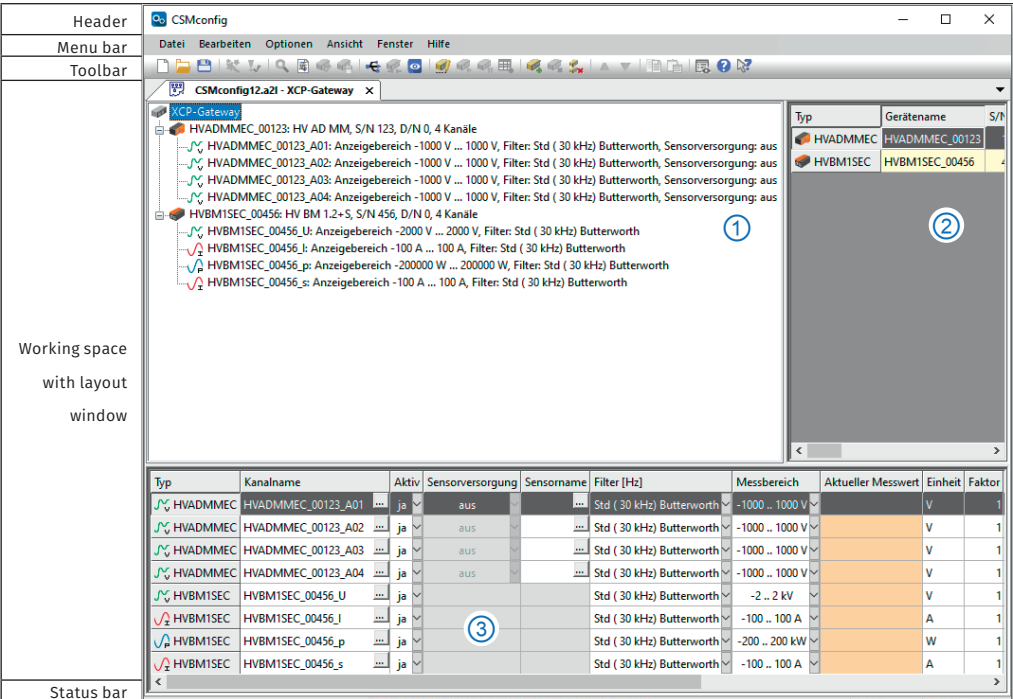 Header
CSMconfig
Menu bar
Datei Bearbeiten Optionen Ansicht Fenster Hilfe
Toolbar
CSMconfig12.a2l - XCP-Gateway
XCP-Gateway
HVADMMEC_00123: HV AD MM, S/N 123, D/N 0, 4 Kanäle
HVADMMEC_00123_A01: Anzeigebereich -1000 V ... 1000 V, Filter: Std ( 30 kHz) Butterworth, Sensorversorgung: aus
HVADMMEC_00123_A02: Anzeigebereich -1000 V ... 1000 V, Filter: Std ( 30 kHz) Butterworth, Sensorversorgung: aus
HVADMMEC_00123_A03: Anzeigebereich -1000 V ... 1000 V, Filter: Std ( 30 kHz) Butterworth, Sensorversorgung: aus
HVADMMEC_00123_A04: Anzeigebereich -1000 V ... 1000 V, Filter: Std ( 30 kHz) Butterworth, Sensorversorgung: aus
HVBM1SEC_00456: HV BM 1.2+S, S/N 456, D/N 0, 4 Kanäle
HVBM1SEC_00456_U: Anzeigebereich -2000 V ... 2000 V, Filter: Std ( 30 kHz) Butterworth
HVBM1SEC_00456_I: Anzeigebereich -100 A ... 100 A, Filter: Std ( 30 kHz) Butterworth
HVBM1SEC_00456_p: Anzeigebereich -200000 W ... 200000 W, Filter: Std ( 30 kHz) Butterworth
HVBM1SEC_00456_s: Anzeigebereich -100 A ... 100 A, Filter: Std ( 30 kHz) Butterworth
1
Typ Gerätename S/N
HVADMMEC HVADMMEC_00123 1
HVBM1SEC HVBM1SEC_00456 4
2
Working space
with layout
window
Typ Kanalname Aktiv Sensorversorgung Sensorname Filter [Hz] Messbereich Aktueller Messwert Einheit Faktor
HVADMMEC HVADMMEC_00123_A01 ... ja aus ... Std ( 30 kHz) Butterworth -1000 .. 1000 V V 1
HVADMMEC HVADMMEC_00123_A02 ... ja aus ... Std ( 30 kHz) Butterworth -1000 .. 1000 V V 1
HVADMMEC HVADMMEC_00123_A03 ... ja aus ... Std ( 30 kHz) Butterworth -1000 .. 1000 V V 1
HVADMMEC HVADMMEC_00123_A04 ... ja aus ... Std ( 30 kHz) Butterworth -1000 .. 1000 V V 1
HVBM1SEC HVBM1SEC_00456_U ... ja Std ( 30 kHz) Butterworth -2 .. 2 kV V 1
HVBM1SEC HVBM1SEC_00456_I ... ja Std ( 30 kHz) Butterworth -100 .. 100 A A 1
HVBM1SEC HVBM1SEC_00456_p ... ja Std ( 30 kHz) Butterworth -200 .. 200 kW W 1
HVBM1SEC HVBM1SEC_00456_s ... ja Std ( 30 kHz) Butterworth -100 .. 100 A A 1
3
Status bar